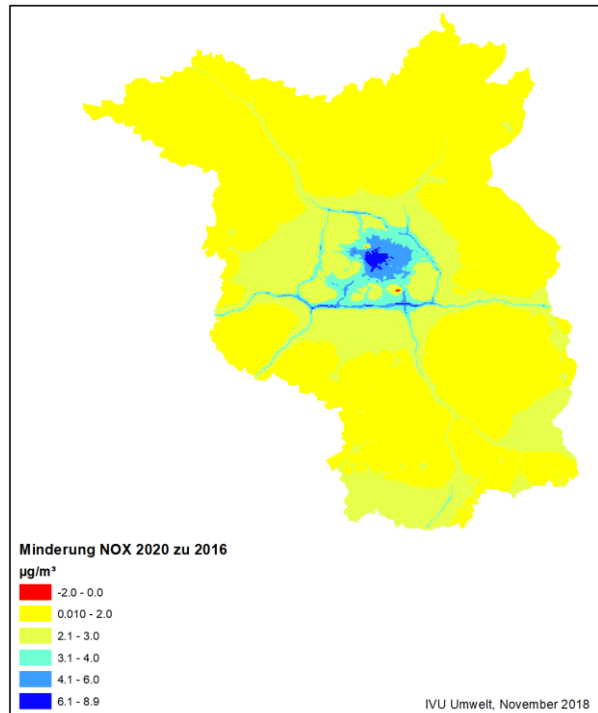 Minderung NOX 2020 zu 2016
µg/m³
-2.0 - 0.0
0.010 - 2.0
2.1 - 3.0
3.1 - 4.0
4.1 - 6.0
6.1 - 8.9
IVU Umwelt, November 2018